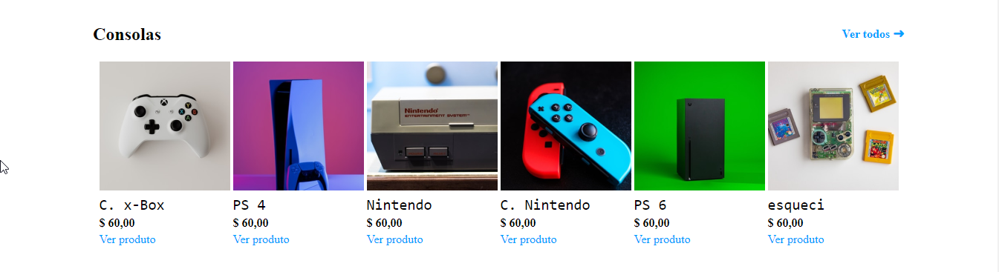 Consolas
Ver todos ➜
Nintendo
ENTERTAINMENT SYSTEM™
C. x-Box
PS 4
Nintendo
C. Nintendo
PS 6
esqueci
$ 60,00
$ 60,00
$ 60,00
$ 60,00
$ 60,00
$ 60,00
Ver produto
Ver produto
Ver produto
Ver produto
Ver produto
Ver produto